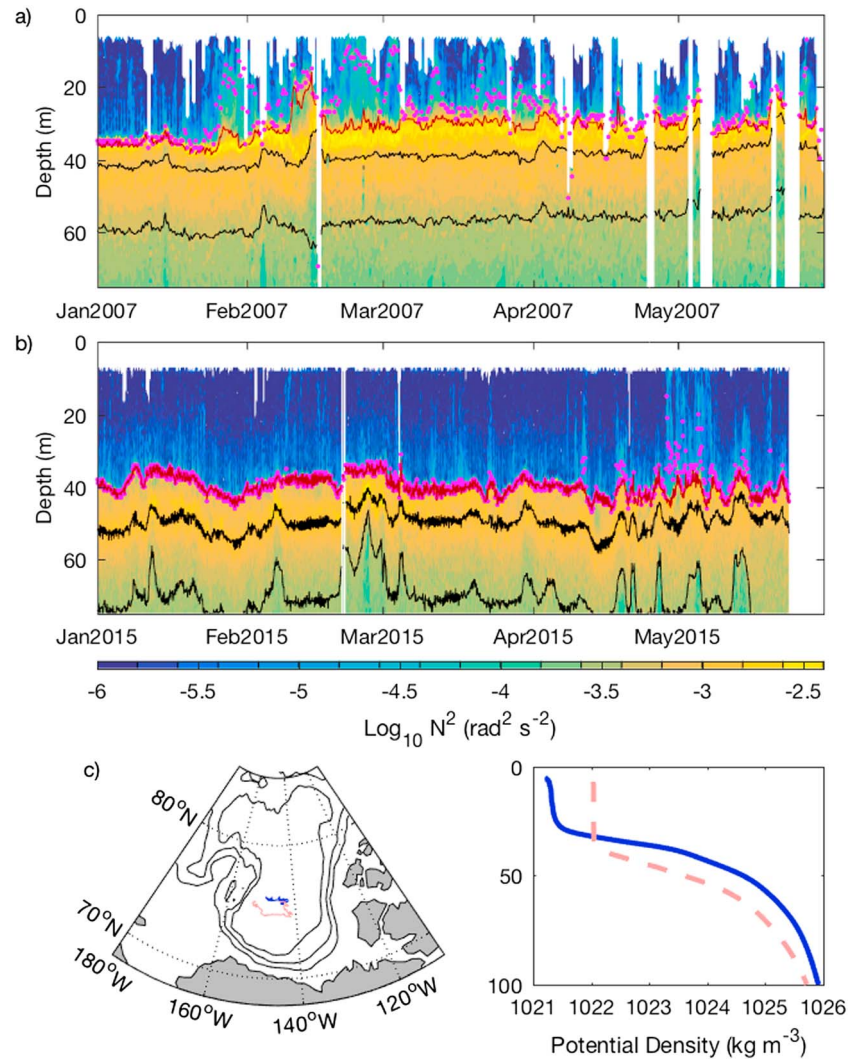 a)
0
20
40
60
Depth (m)
Jan2007 Feb2007 Mar2007 Apr2007 May2007
b)
0
20
40
60
Depth (m)
Jan2015 Feb2015 Mar2015 Apr2015 May2015
-6 -5.5 -5 -4.5 -4 -3.5 -3 -2.5
Log₁₀ N² (rad² s⁻²)
c)
80°N
70°N
180°W
160°W
140°W
120°W
0
50
100
1021 1022 1023 1024 1025 1026
Potential Density (kg m⁻³)